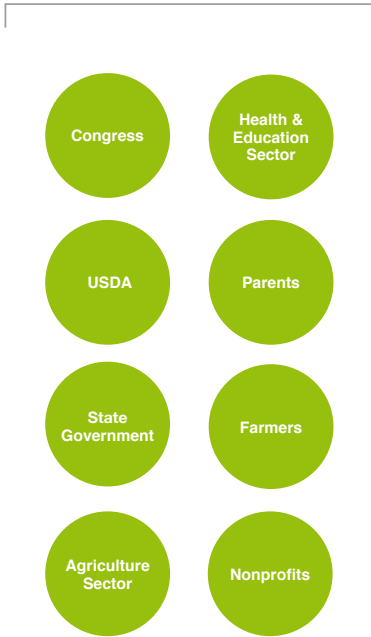 Congress
Health &
Education
Sector
USDA
Parents
State
Government
Farmers
Agriculture
Sector
Nonprofits